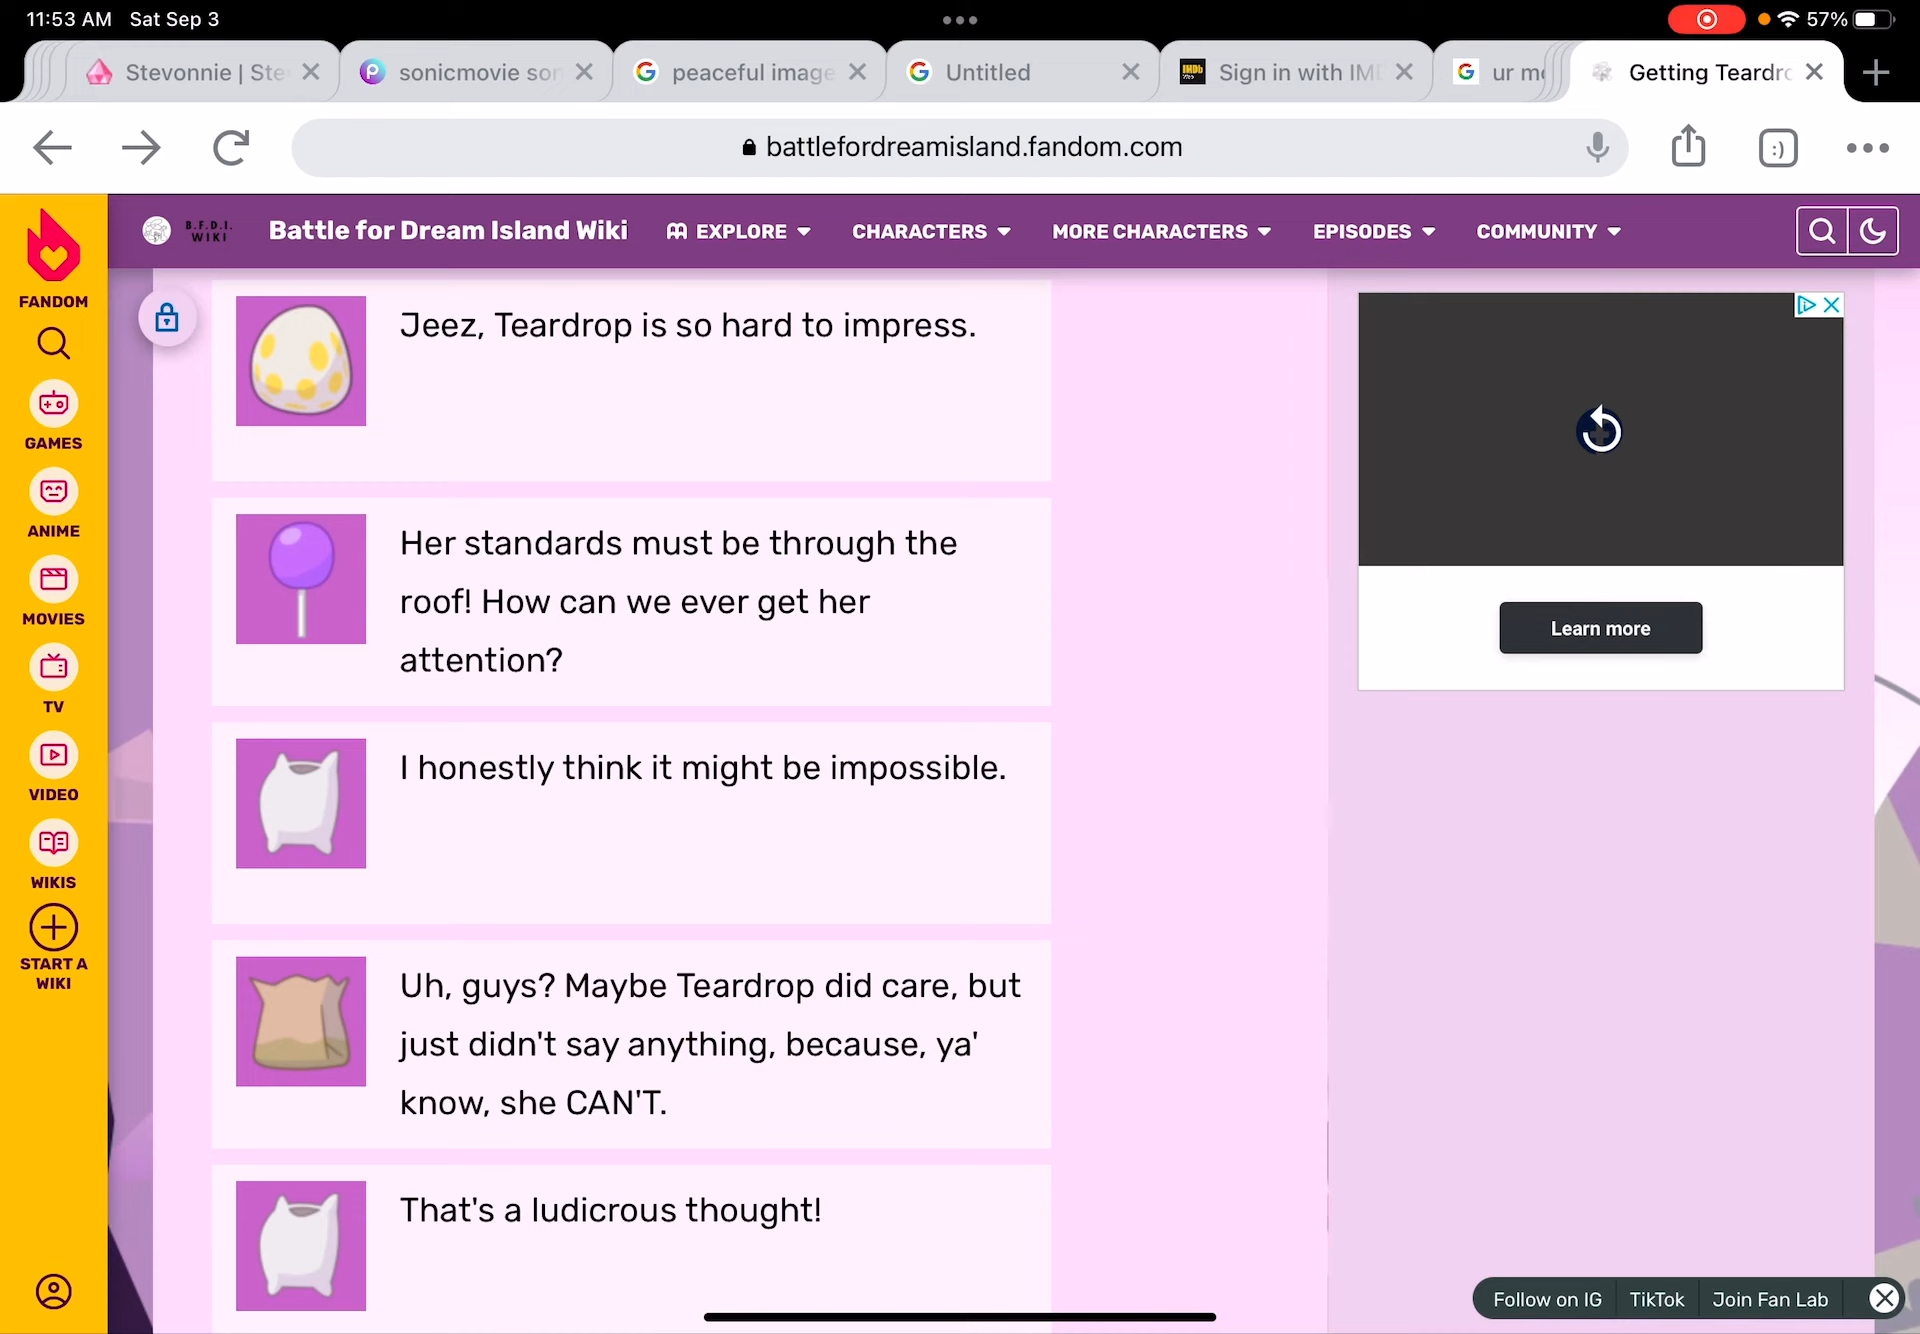 11:53 AM Sat Sep 3
57%
Stevonnie | Ste
sonicmovie sor
peaceful image
Untitled
Sign in with IM
ur m
Getting Teardro
battlefordreamisland.fandom.com
FANDOM
GAMES
ANIME
MOVIES
TV
VIDEO
WIKIS
START A
WIKI
B.F.D.I.
WIKI
Battle for Dream Island Wiki
EXPLORE
CHARACTERS
MORE CHARACTERS
EPISODES
COMMUNITY
Jeez, Teardrop is so hard to impress.
Her standards must be through the
roof! How can we ever get her
attention?
I honestly think it might be impossible.
Uh, guys? Maybe Teardrop did care, but
just didn't say anything, because, ya'
know, she CAN'T.
That's a ludicrous thought!
Learn more
Follow on IG
TikTok
Join Fan Lab